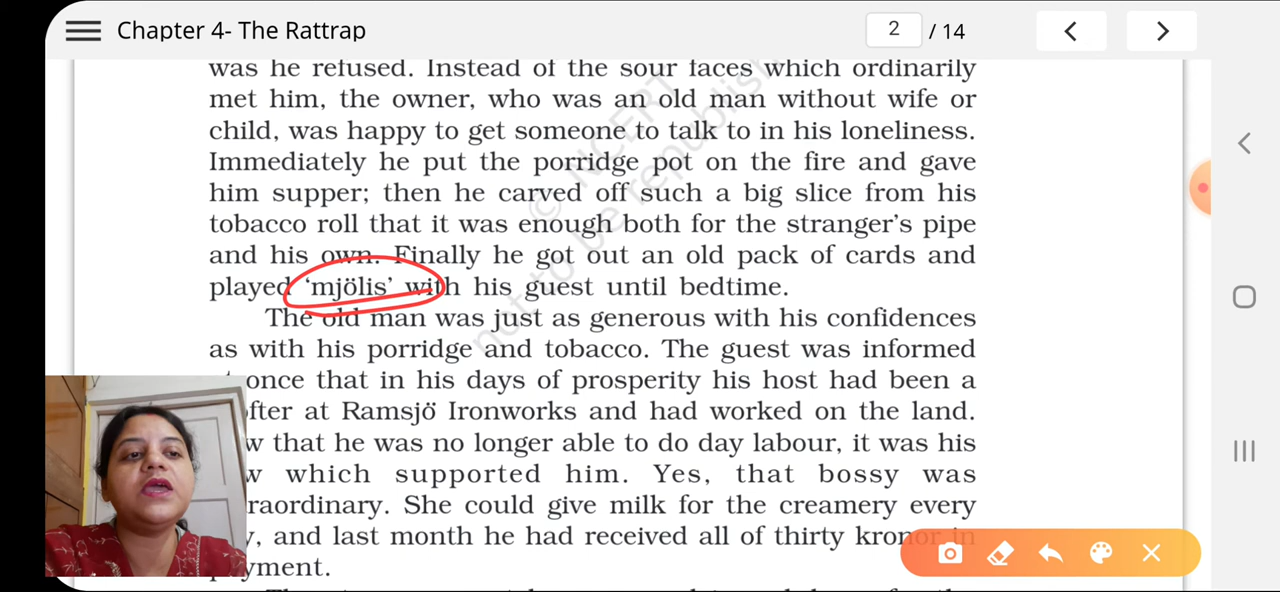 Chapter 4- The Rattrap
2 / 14
was he refused. Instead of the sour faces which ordinarily
met him, the owner, who was an old man without wife or
child, was happy to get someone to talk to in his loneliness.
Immediately he put the porridge pot on the fire and gave
him supper; then he carved off such a big slice from his
tobacco roll that it was enough both for the stranger's pipe
and his own. Finally he got out an old pack of cards and
played 'mjölis' with his guest until bedtime.
The old man was just as generous with his confidences
as with his porridge and tobacco. The guest was informed
once that in his days of prosperity his host had been a
ofter at Ramsjö Ironworks and had worked on the land.
w that he was no longer able to do day labour, it was his
w which supported him. Yes, that bossy was
raordinary. She could give milk for the creamery every
y, and last month he had received all of thirty kronor in
payment.
© NCERT
not to be republish